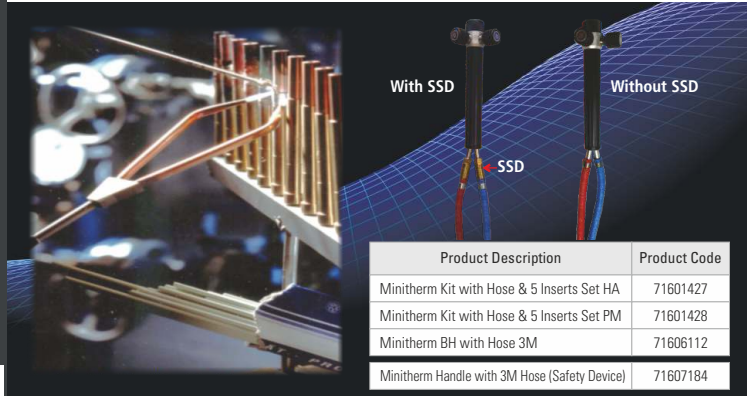 With SSD
Without SSD
SSD
Product Description Product Code
Minitherm Kit with Hose & 5 Inserts Set HA 71601427
Minitherm Kit with Hose & 5 Inserts Set PM 71601428
Minitherm BH with Hose 3M 71606112
Minitherm Handle with 3M Hose (Safety Device) 71607184